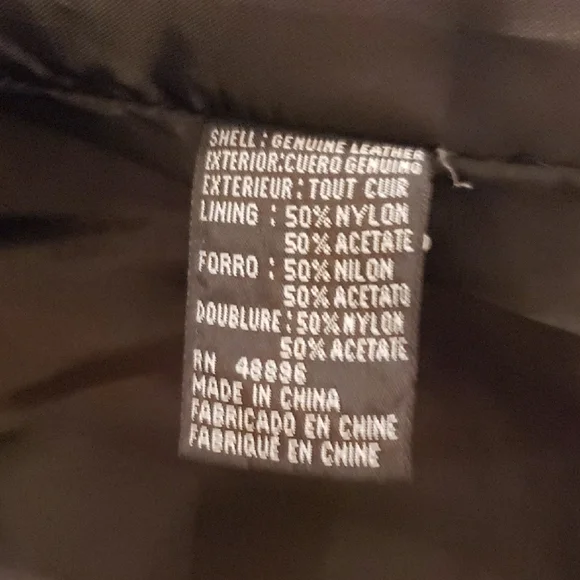 SHELL : GENUINE LEATHER
EXTERIOR:CUERO GENUINO
EXTERIEUR : TOUT CUIR
LINING : 50% NYLON
50% ACETATE
FORRO : 50% NILON
50% ACETATO
DOUBLURE : 50% NYLON
50% ACETATE
RN 48896
MADE IN CHINA
FABRICADO EN CHINE
FABRIQUÉ EN CHINE